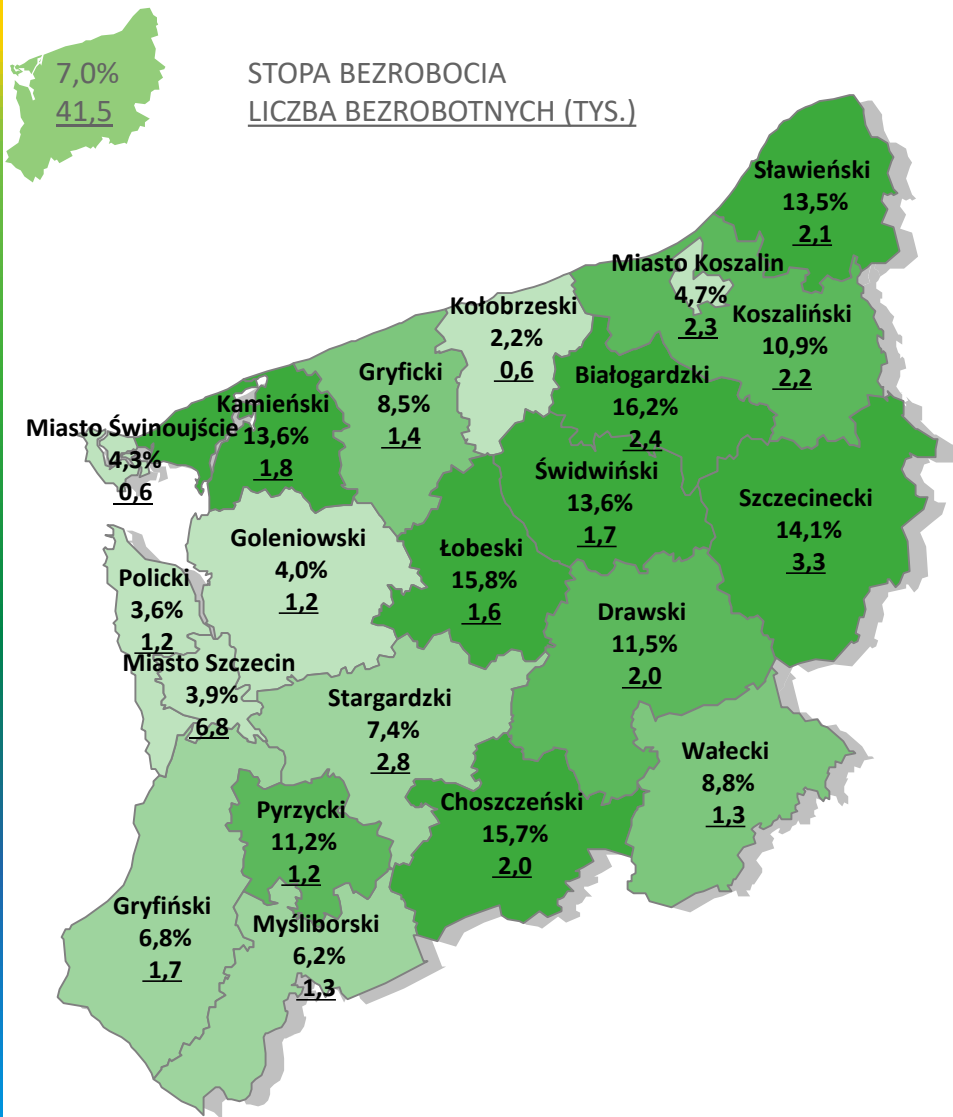 7,0%
41,5
STOPA BEZROBOCIA
LICZBA BEZROBOTNYCH (TYS.)
Sławieński
13,5%
2,1
Miasto Koszalin
4,7%
2,3
Koszaliński
10,9%
2,2
Kołobrzeski
2,2%
0,6
Białogardzki
16,2%
2,4
Gryficki
8,5%
1,4
Kamieński
13,6%
1,8
Miasto Świnoujście
4,3%
0,6
Świdwiński
13,6%
1,7
Szczecinecki
14,1%
3,3
Goleniowski
4,0%
1,2
Łobeski
15,8%
1,6
Policki
3,6%
1,2
Drawski
11,5%
2,0
Miasto Szczecin
3,9%
6,8
Stargardzki
7,4%
2,8
Wałecki
8,8%
1,3
Choszczeński
15,7%
2,0
Pyrzycki
11,2%
1,2
Gryfiński
6,8%
1,7
Myśliborski
6,2%
1,3